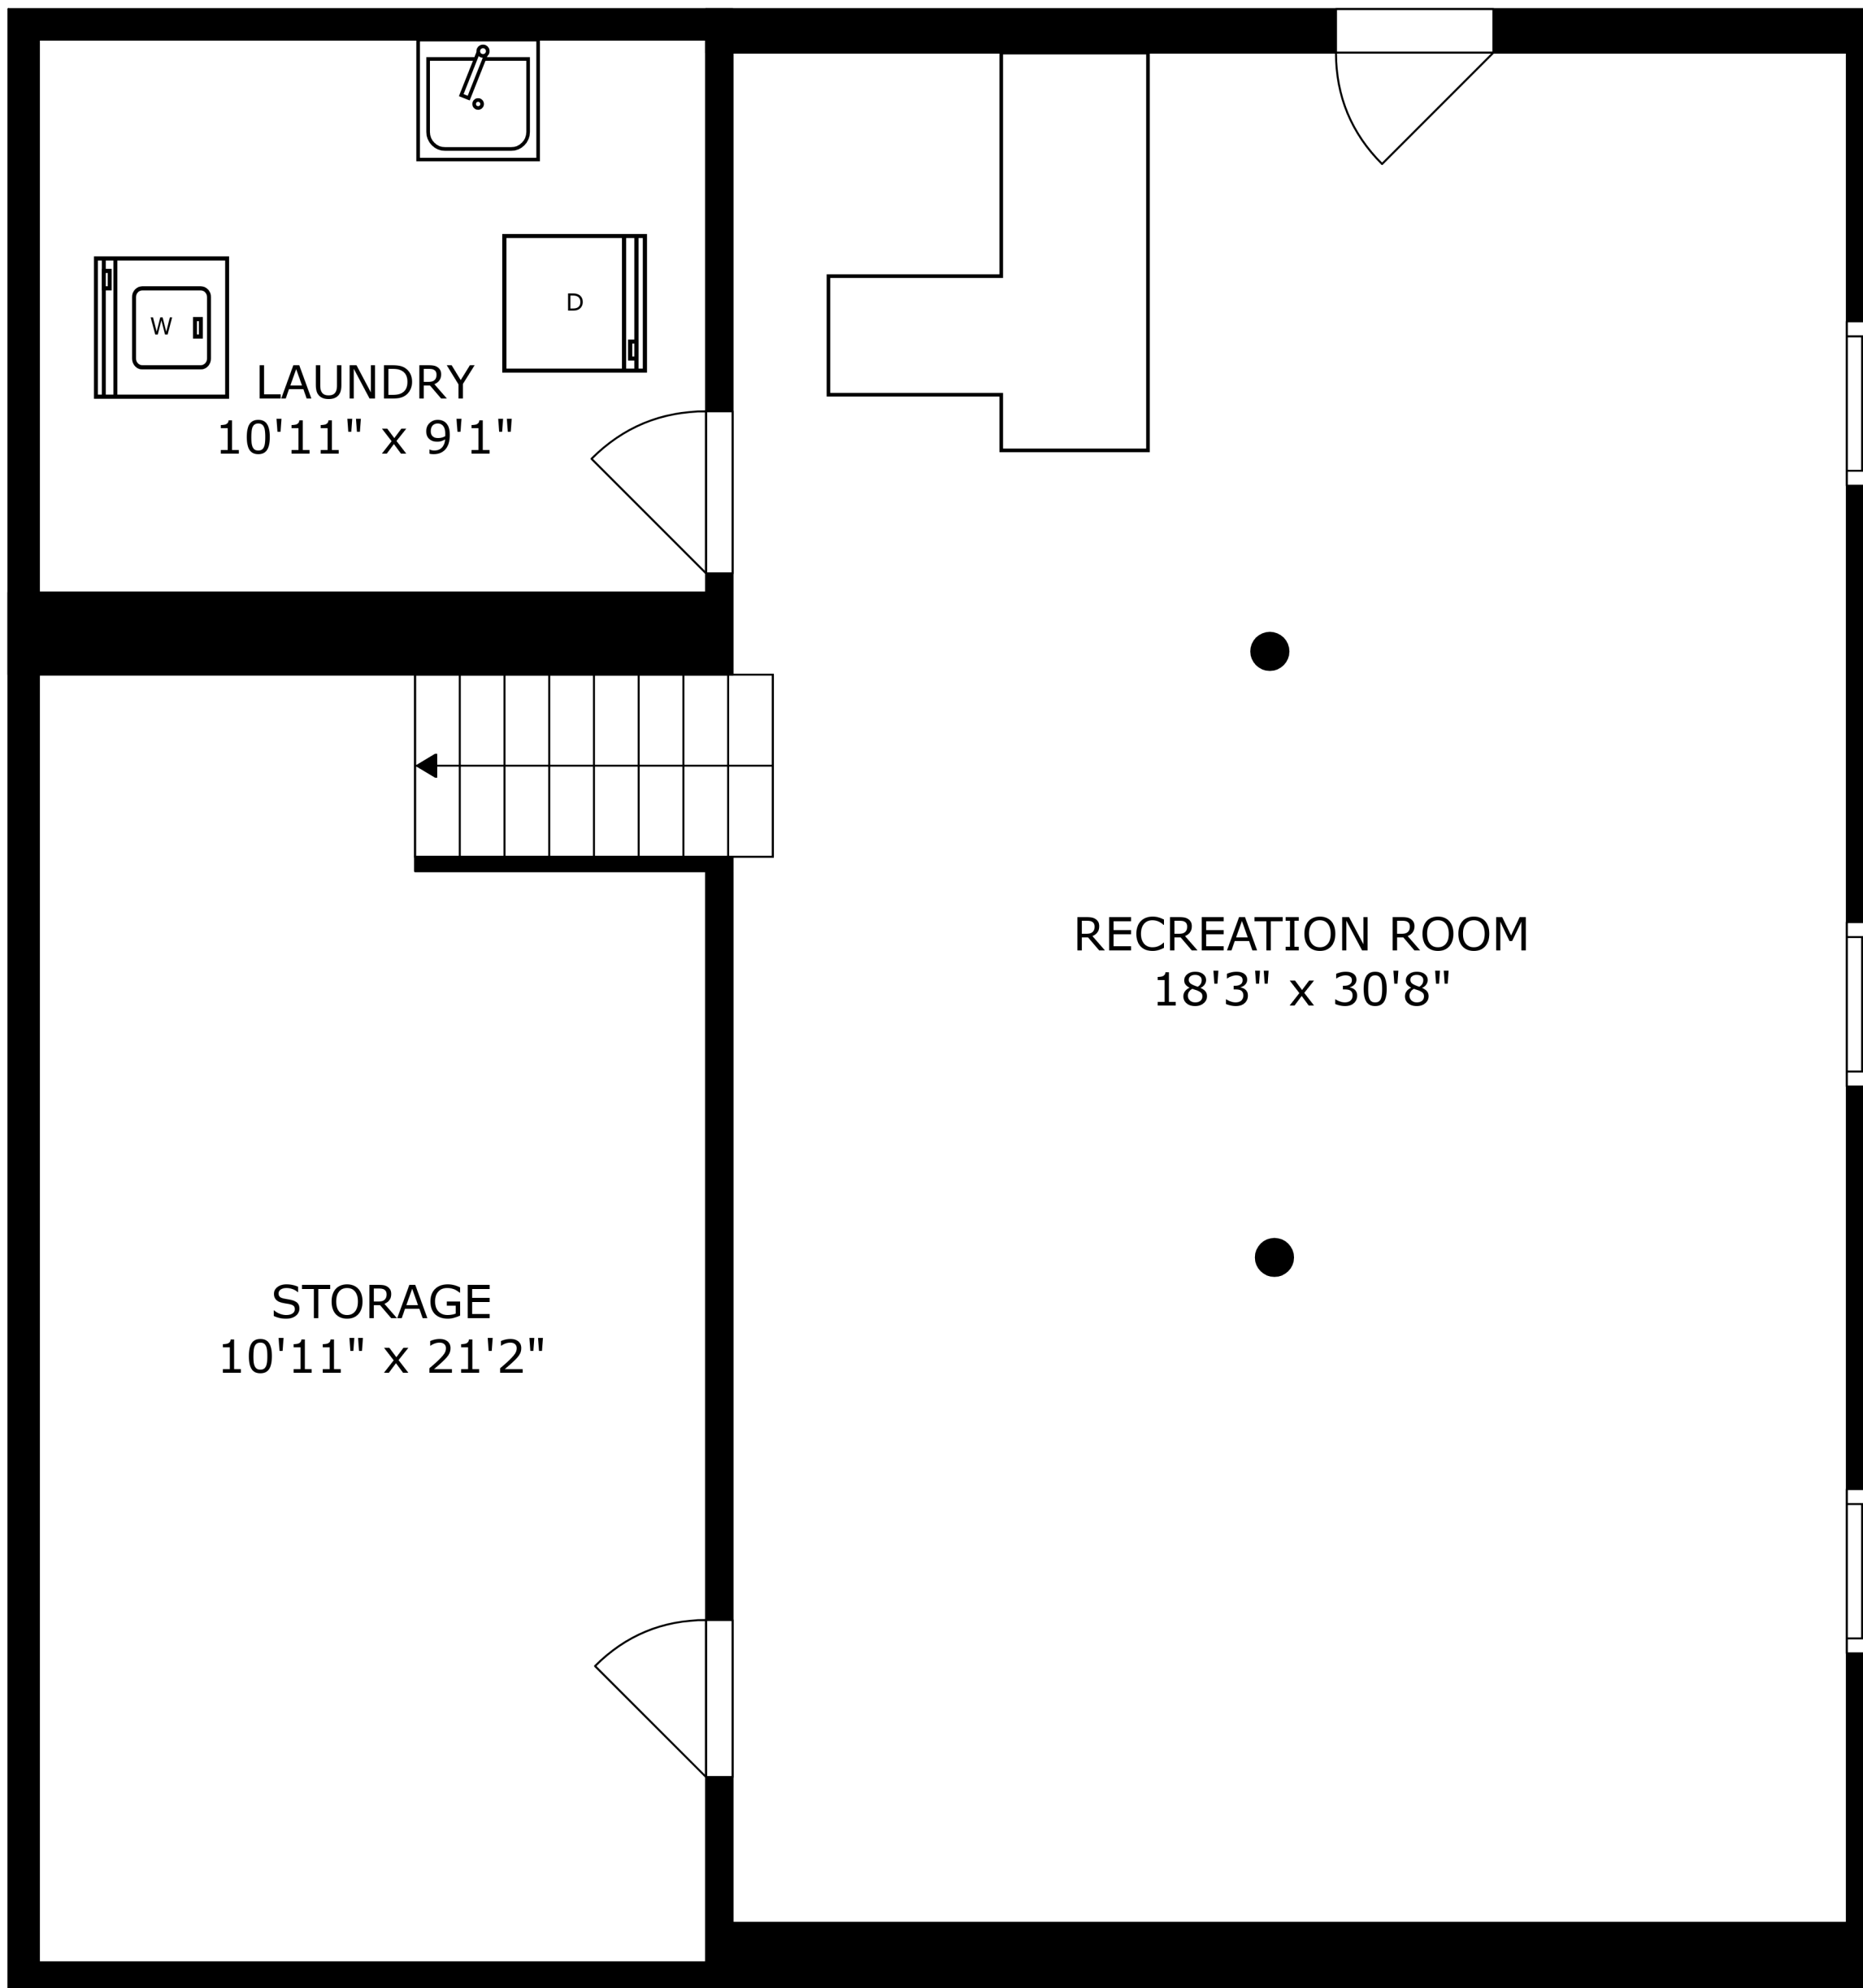 D
W
LAUNDRY
10'11" x 9'1"
RECREATION ROOM
18'3" x 30'8"
STORAGE
10'11" x 21'2"